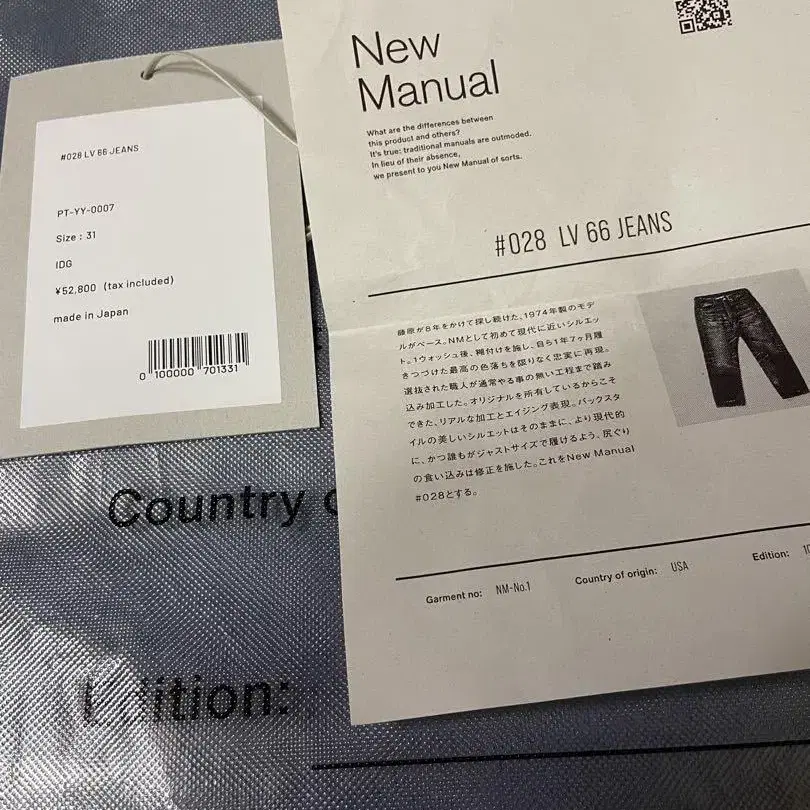 #028 LV 66 JEANS
PT-YY-0007
Size : 31
IDG
¥52,800 (tax included)
made in Japan
0 100000 701331
New
Manual
What are the differences between
this product and others?
It's true: traditional manuals are outmoded.
In lieu of their absence,
we present to you New Manual of sorts.
#028 LV 66 JEANS
藤原が8年をかけて探し続けた、1974年製のモデ
ルがベース。NMとして初めて現代に近いシルエッ
ト。1ウォッシュ後、糊付けを施し、自ら1年7ヶ月履
きつづけた最高の色落ちを限りなく忠実に再現。
選抜された職人が通常やる事の無い工程まで踏み
込み加工した。オリジナルを所有しているからこそ
できた、リアルな加工とエイジング表現。バックスタ
イルの美しいシルエットはそのままに、より現代的
に、かつ誰もがジャストサイズで履けるよう、尻ぐり
の食い込みは修正を施した。これをNew Manual
#028とする。
Garment no: NM-No.1
Country of origin: USA
Edition:
Country
Edition: